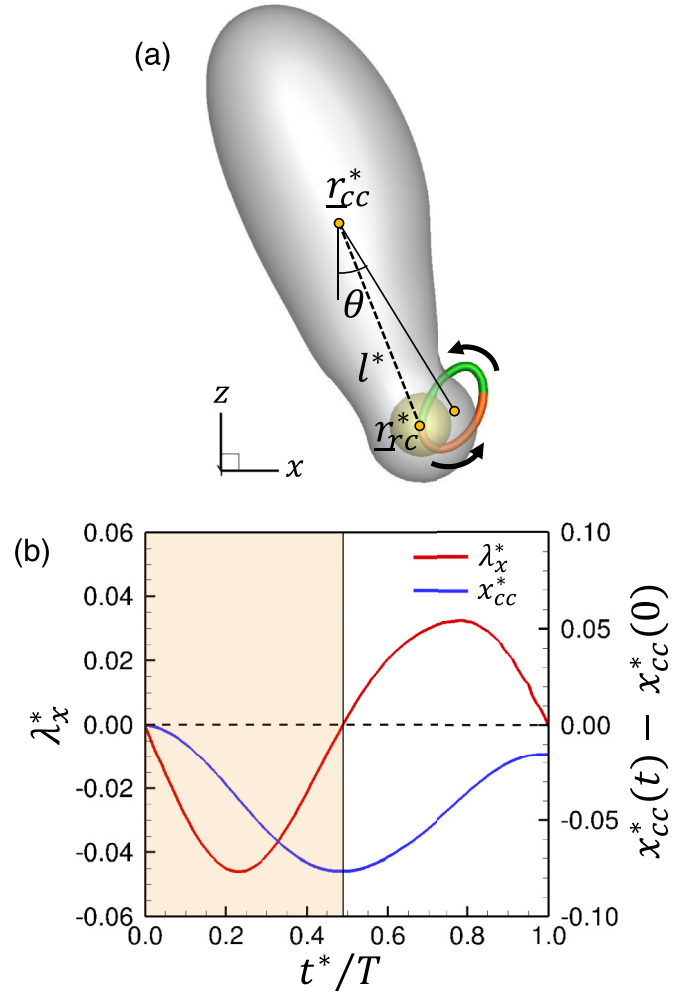 (a)
r*cc
θ
l*
r*rc
z
x
(b)
λ*x
x*cc
0.06
0.04
0.02
0.00
-0.02
-0.04
-0.06
λ*x
0.10
0.05
0.00
-0.05
-0.10
x*cc(t) − x*cc(0)
0.0 0.2 0.4 0.6 0.8 1.0
t*/T